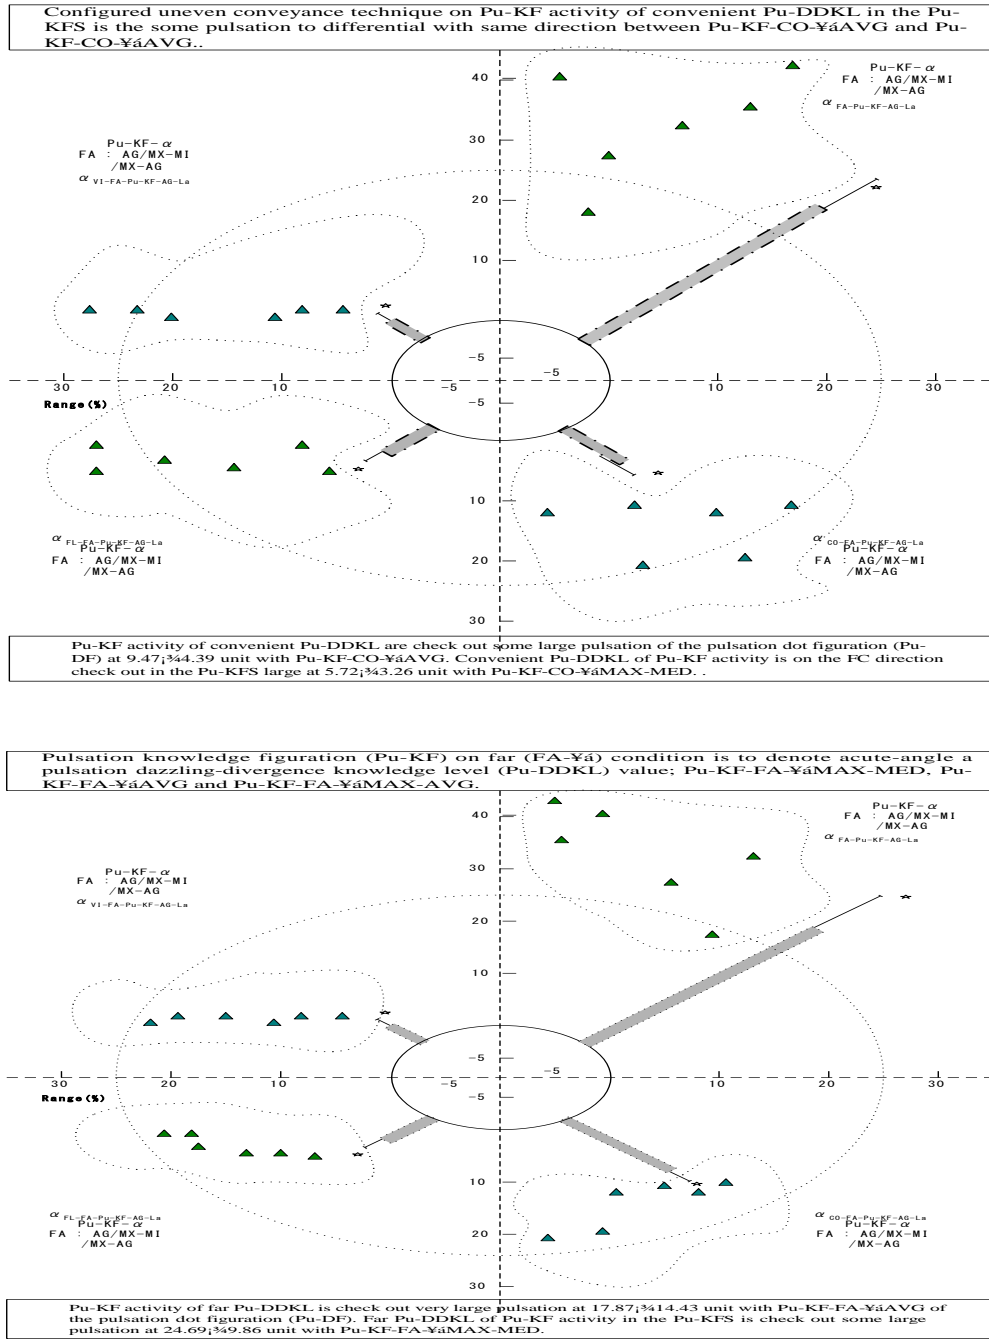 Configured uneven conveyance technique on Pu-KF activity of convenient Pu-DDKL in the Pu-
KFS is the some pulsation to differential with same direction between Pu-KF-CO-¥áAVG and Pu-
KF-CO-¥áAVG..
40
Pu-KF-α
FA : AG/MX-MI
/MX-AG
α FA-Pu-KF-AG-La
30
Pu-KF-α
FA : AG/MX-MI
/MX-AG
α VI-FA-Pu-KF-AG-La
20
10
-5
-5
-5
-5
30
20
10
10
20
30
Range(%)
10
α FL-FA-Pu-KF-AG-La
Pu-KF-α
FA : AG/MX-MI
/MX-AG
α CO-FA-Pu-KF-AG-La
Pu-KF-α
FA : AG/MX-MI
/MX-AG
20
30
Pu-KF activity of convenient Pu-DDKL are check out some large pulsation of the pulsation dot figuration (Pu-
DF) at 9.47¡¾4.39 unit with Pu-KF-CO-¥áAVG. Convenient Pu-DDKL of Pu-KF activity is on the FC direction
check out in the Pu-KFS large at 5.72¡¾3.26 unit with Pu-KF-CO-¥áMAX-MED. .
Pulsation knowledge figuration (Pu-KF) on far (FA-¥á) condition is to denote acute-angle a
pulsation dazzling-divergence knowledge level (Pu-DDKL) value; Pu-KF-FA-¥áMAX-MED, Pu-
KF-FA-¥áAVG and Pu-KF-FA-¥áMAX-AVG.
40
Pu-KF-α
FA : AG/MX-MI
/MX-AG
α FA-Pu-KF-AG-La
30
Pu-KF-α
FA : AG/MX-MI
/MX-AG
α VI-FA-Pu-KF-AG-La
20
10
-5
-5
-5
-5
30
20
10
10
20
30
Range(%)
10
α FL-FA-Pu-KF-AG-La
Pu-KF-α
FA : AG/MX-MI
/MX-AG
α CO-FA-Pu-KF-AG-La
Pu-KF-α
FA : AG/MX-MI
/MX-AG
20
30
Pu-KF activity of far Pu-DDKL is check out very large pulsation at 17.87¡¾14.43 unit with Pu-KF-FA-¥áAVG of
the pulsation dot figuration (Pu-DF). Far Pu-DDKL of Pu-KF activity in the Pu-KFS is check out some large
pulsation at 24.69¡¾9.86 unit with Pu-KF-FA-¥áMAX-MED.